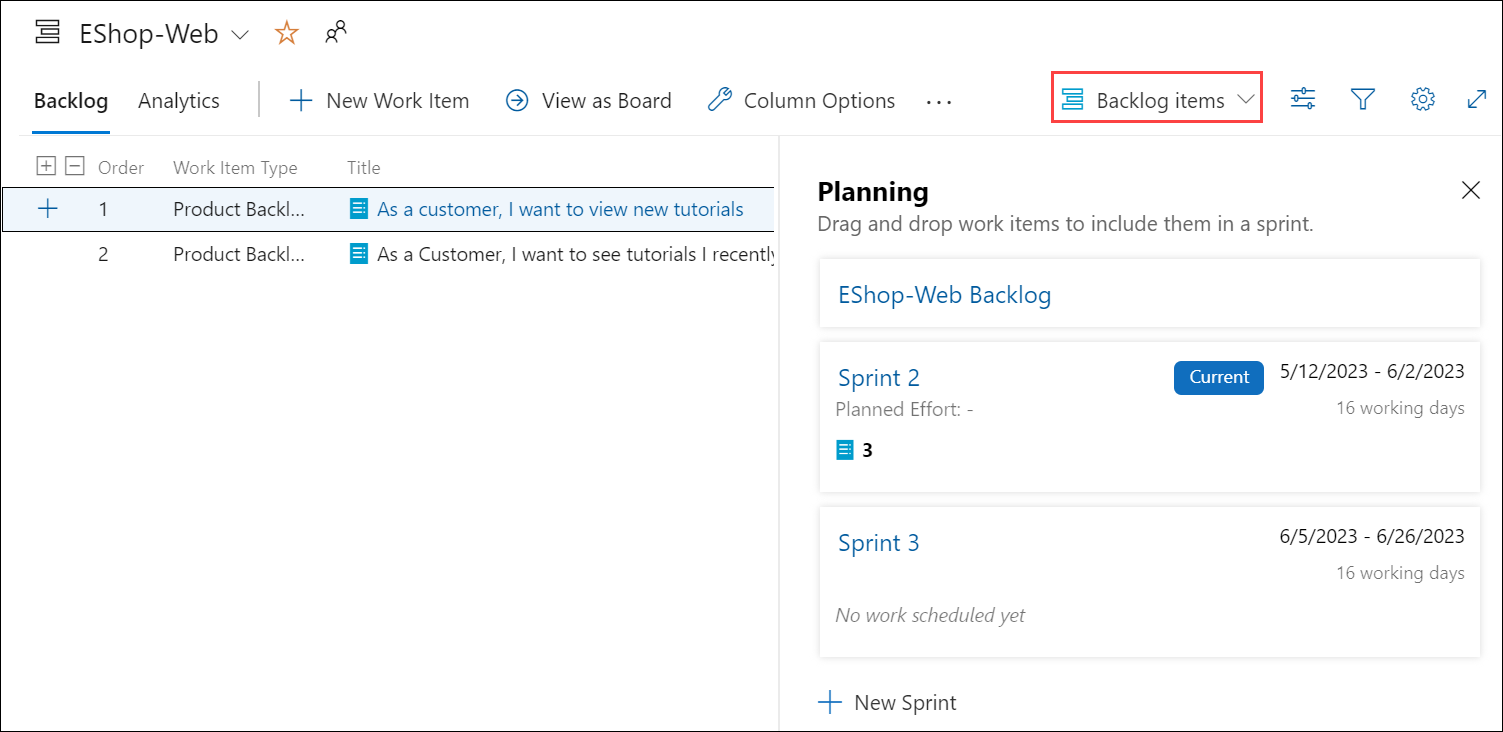 EShop-Web
Backlog Analytics New Work Item View as Board Column Options ... Backlog items
Order Work Item Type Title
1 Product Backl... As a customer, I want to view new tutorials
2 Product Backl... As a Customer, I want to see tutorials I recently
Planning
Drag and drop work items to include them in a sprint.
EShop-Web Backlog
Sprint 2 Current 5/12/2023 - 6/2/2023
Planned Effort: - 16 working days
3
Sprint 3 6/5/2023 - 6/26/2023
16 working days
No work scheduled yet
New Sprint